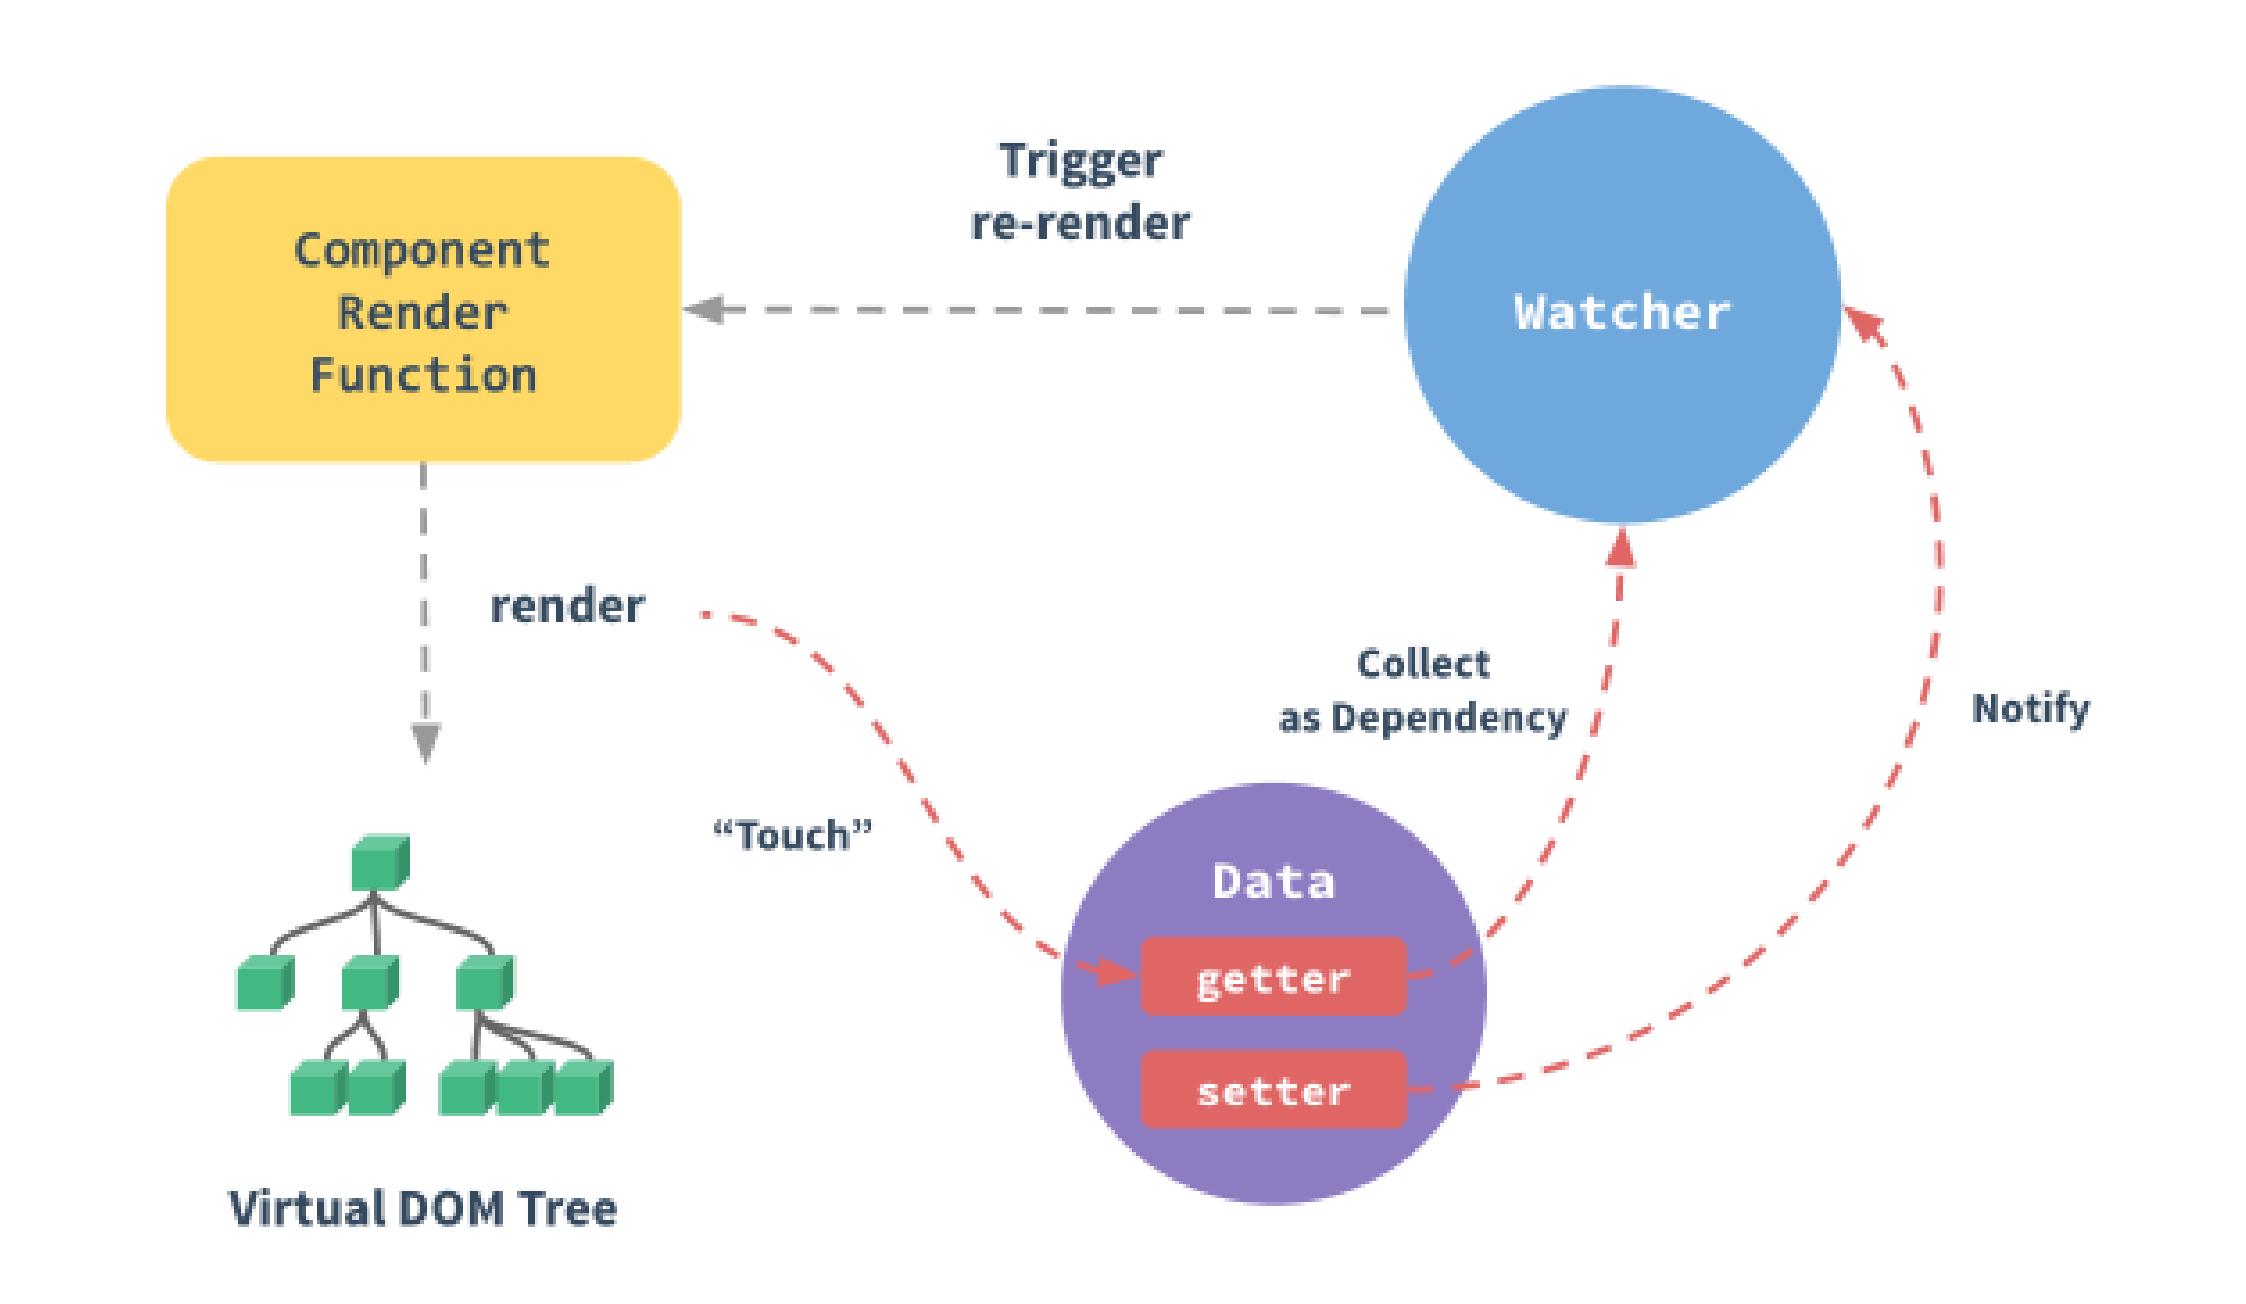 Trigger
re-render
Component
Render
Function
Watcher
render
Collect
as Dependency
Notify
“Touch”
Data
getter
setter
Virtual DOM Tree